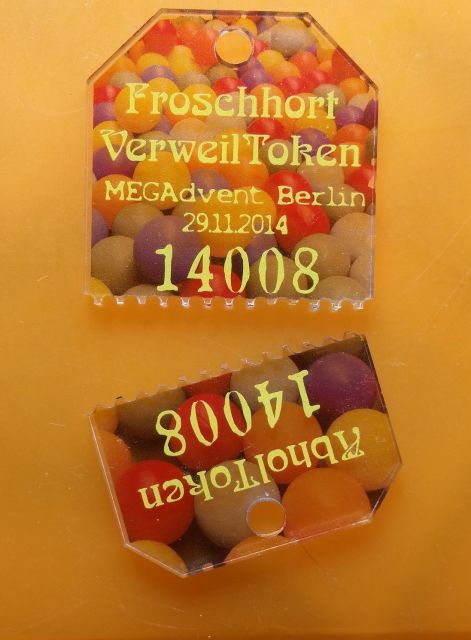 Froschhort
VerweilToken
MEGAdvent Berlin
29.11.2014
14008
14008
AbholToken